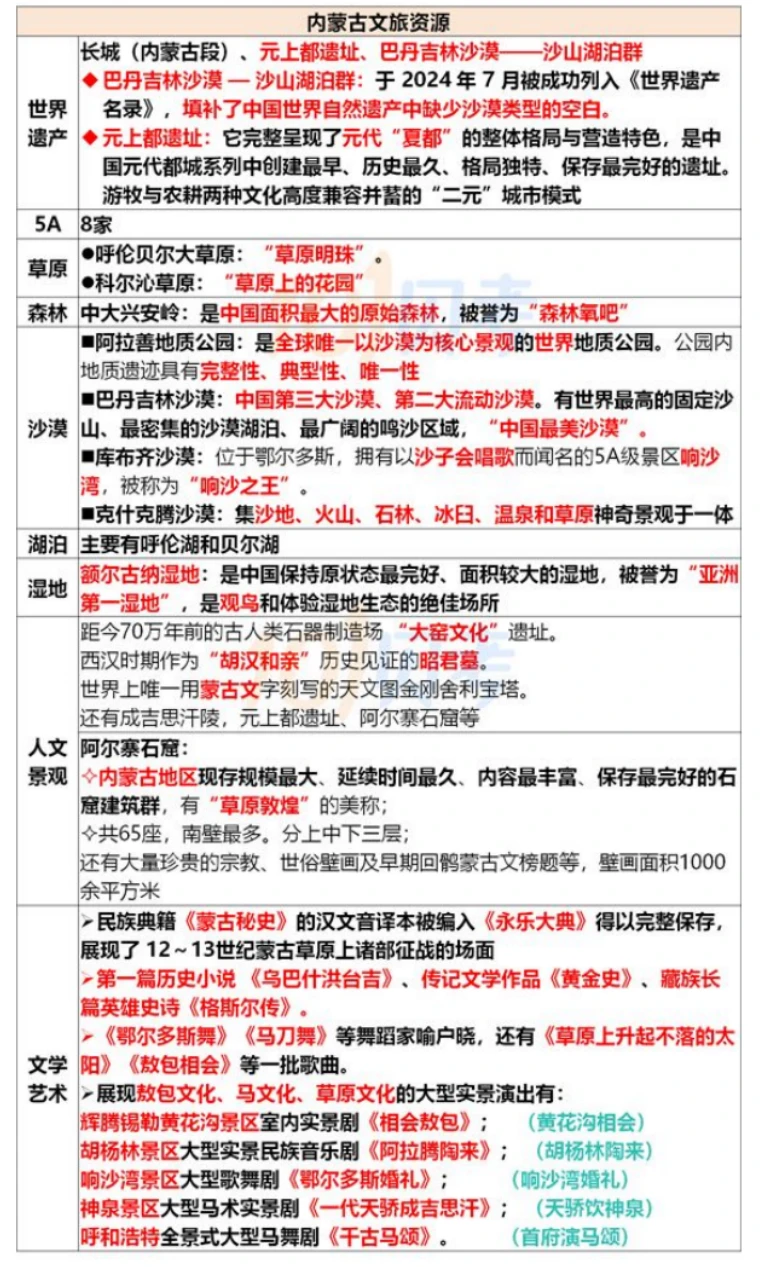 内蒙古文旅资源
世界
遗产
长城（内蒙古段）、元上都遗址、巴丹吉林沙漠——沙山湖泊群
◆ 巴丹吉林沙漠 — 沙山湖泊群：于 2024 年 7 月被成功列入《世界遗产
名录》，填补了中国世界自然遗产中缺少沙漠类型的空白。
◆ 元上都遗址：它完整呈现了元代“夏都”的整体格局与营造特色，是中
国元代都城系列中创建最早、历史最久、格局独特、保存最完好的遗址。
游牧与农耕两种文化高度兼容并蓄的“二元”城市模式
5A 8家
草原
●呼伦贝尔大草原：“草原明珠”。
●科尔沁草原：“草原上的花园”
森林 中大兴安岭：是中国面积最大的原始森林，被誉为“森林氧吧”
沙漠
■阿拉善地质公园：是全球唯一以沙漠为核心景观的世界地质公园。公园内
地质遗迹具有完整性、典型性、唯一性
■巴丹吉林沙漠：中国第三大沙漠、第二大流动沙漠。有世界最高的固定沙
山、最密集的沙漠湖泊、最广阔的鸣沙区域，“中国最美沙漠”。
■库布齐沙漠：位于鄂尔多斯，拥有以沙子会唱歌而闻名的5A级景区响沙
湾，被称为“响沙之王”。
■克什克腾沙漠：集沙地、火山、石林、冰臼、温泉和草原神奇景观于一体
湖泊 主要有呼伦湖和贝尔湖
湿地
额尔古纳湿地：是中国保持原状态最完好、面积较大的湿地，被誉为“亚洲
第一湿地”，是观鸟和体验湿地生态的绝佳场所
人文
景观
距今70万年前的古人类石器制造场“大窑文化”遗址。
西汉时期作为“胡汉和亲”历史见证的昭君墓。
世界上唯一用蒙古文字刻写的天文图金刚舍利宝塔。
还有成吉思汗陵，元上都遗址、阿尔寨石窟等
阿尔寨石窟：
✧内蒙古地区现存规模最大、延续时间最久、内容最丰富、保存最完好的石
窟建筑群，有“草原敦煌”的美称；
✧共65座，南壁最多。分上中下三层；
还有大量珍贵的宗教、世俗壁画及早期回鹘蒙古文榜题等，壁画面积1000
余平方米
文学
艺术
➢民族典籍《蒙古秘史》的汉文音译本被编入《永乐大典》得以完整保存，
展现了 12～13世纪蒙古草原上诸部征战的场面
➢第一篇历史小说 《乌巴什洪台吉》、传记文学作品《黄金史》、藏族长
篇英雄史诗《格斯尔传》。
➢《鄂尔多斯舞》《马刀舞》等舞蹈家喻户晓，还有《草原上升起不落的太
阳》《敖包相会》等一批歌曲。
➢展现敖包文化、马文化、草原文化的大型实景演出有：
辉腾锡勒黄花沟景区室内实景剧《相会敖包》； （黄花沟相会）
胡杨林景区大型实景民族音乐剧《阿拉腾陶来》； （胡杨林陶来）
响沙湾景区大型歌舞剧《鄂尔多斯婚礼》； （响沙湾婚礼）
神泉景区大型马术实景剧《一代天骄成吉思汗》； （天骄饮神泉）
呼和浩特全景式大型马舞剧《千古马颂》。 （首府演马颂）